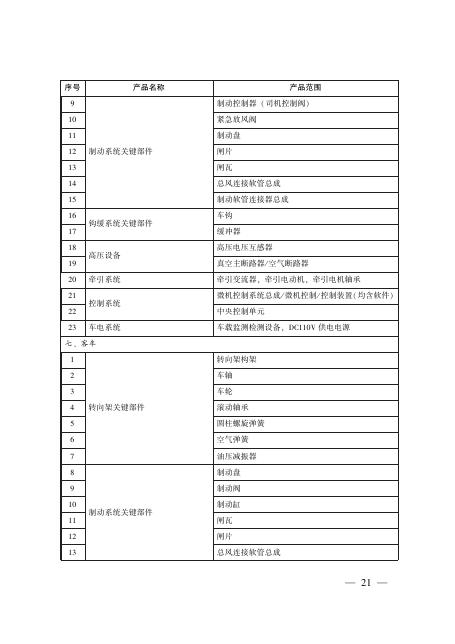 序号 产品名称 产品范围
9 制动系统关键部件 制动控制器（司机控制阀）
10 紧急放风阀
11 制动盘
12 闸片
13 闸瓦
14 总风连接软管总成
15 制动软管连接器总成
16 钩缓系统关键部件 车钩
17 缓冲器
18 高压设备 高压电压互感器
19 真空主断路器/空气断路器
20 牵引系统 牵引变流器，牵引电动机，牵引电机轴承
21 控制系统 微机控制系统总成/微机控制/控制装置(均含软件)
22 中央控制单元
23 车电系统 车载监测检测设备，DC110V 供电电源
七、客车
1 转向架关键部件 转向架构架
2 车轴
3 车轮
4 滚动轴承
5 圆柱螺旋弹簧
6 空气弹簧
7 油压减振器
8 制动系统关键部件 制动盘
9 制动阀
10 制动缸
11 闸瓦
12 闸片
13 总风连接软管总成
— 21 —